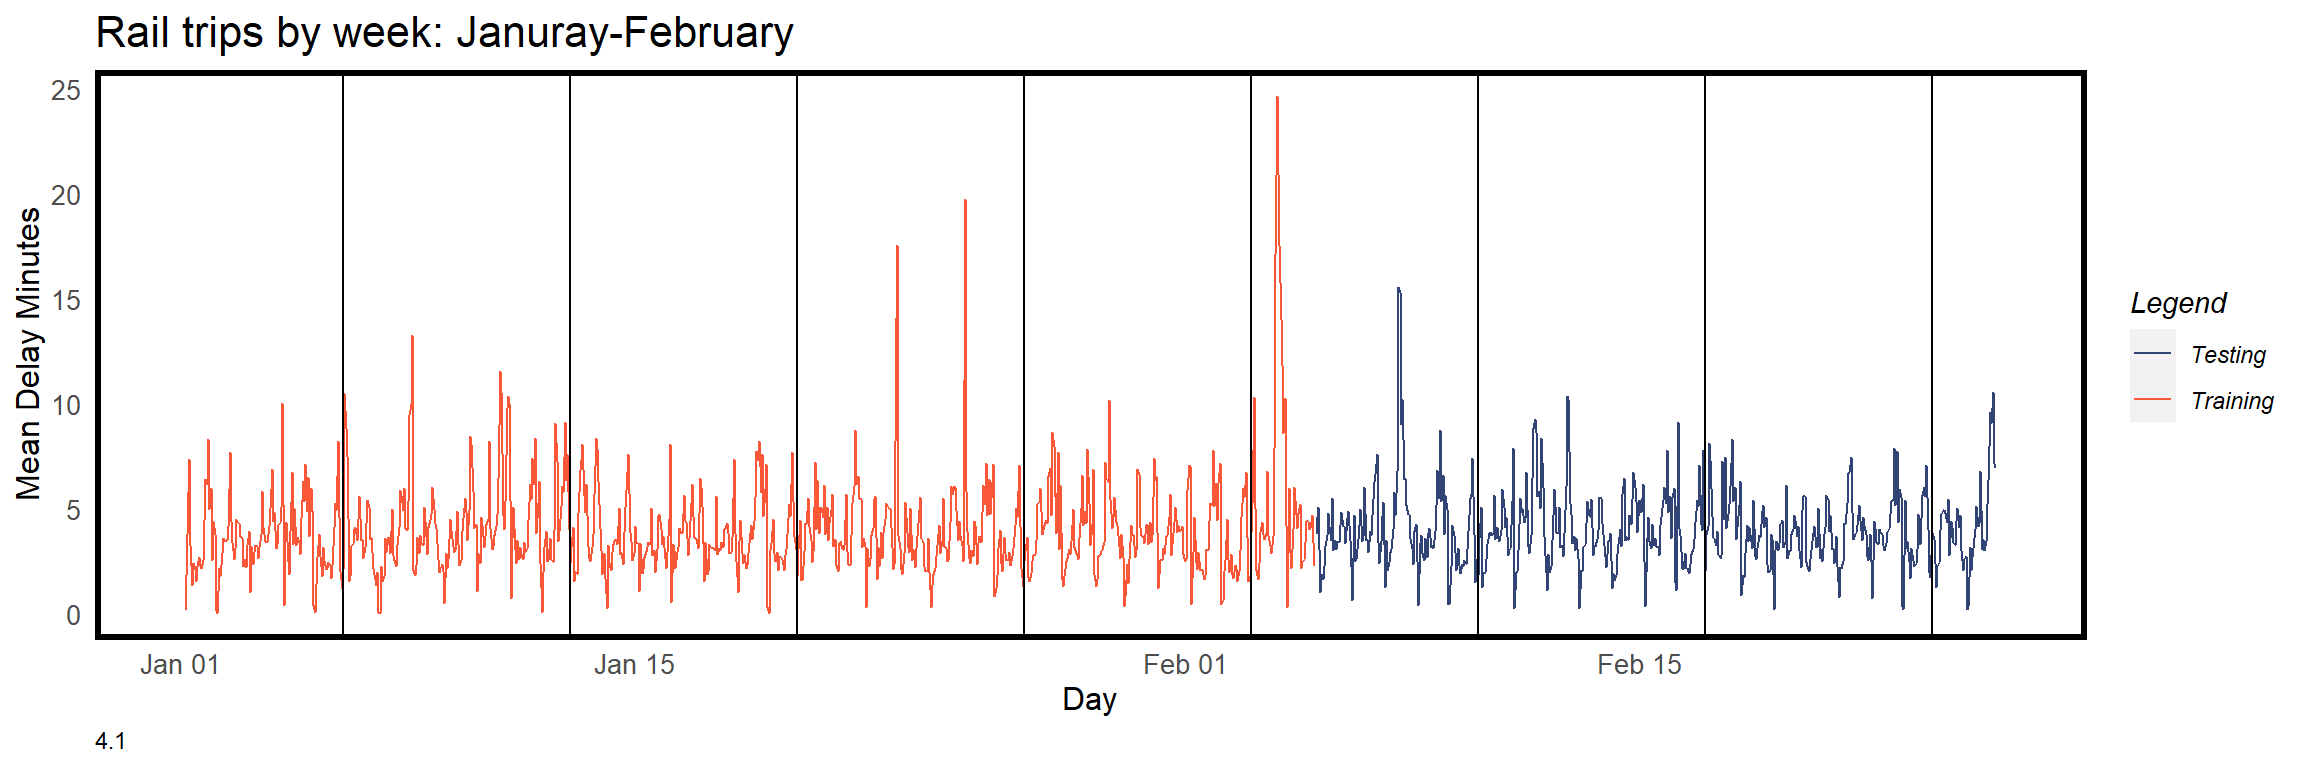 Rail trips by week: Januray-February
25
20
15
10
5
0
Mean Delay Minutes
Jan 01
Jan 15
Feb 01
Feb 15
Day
Legend
Testing
Training
4.1